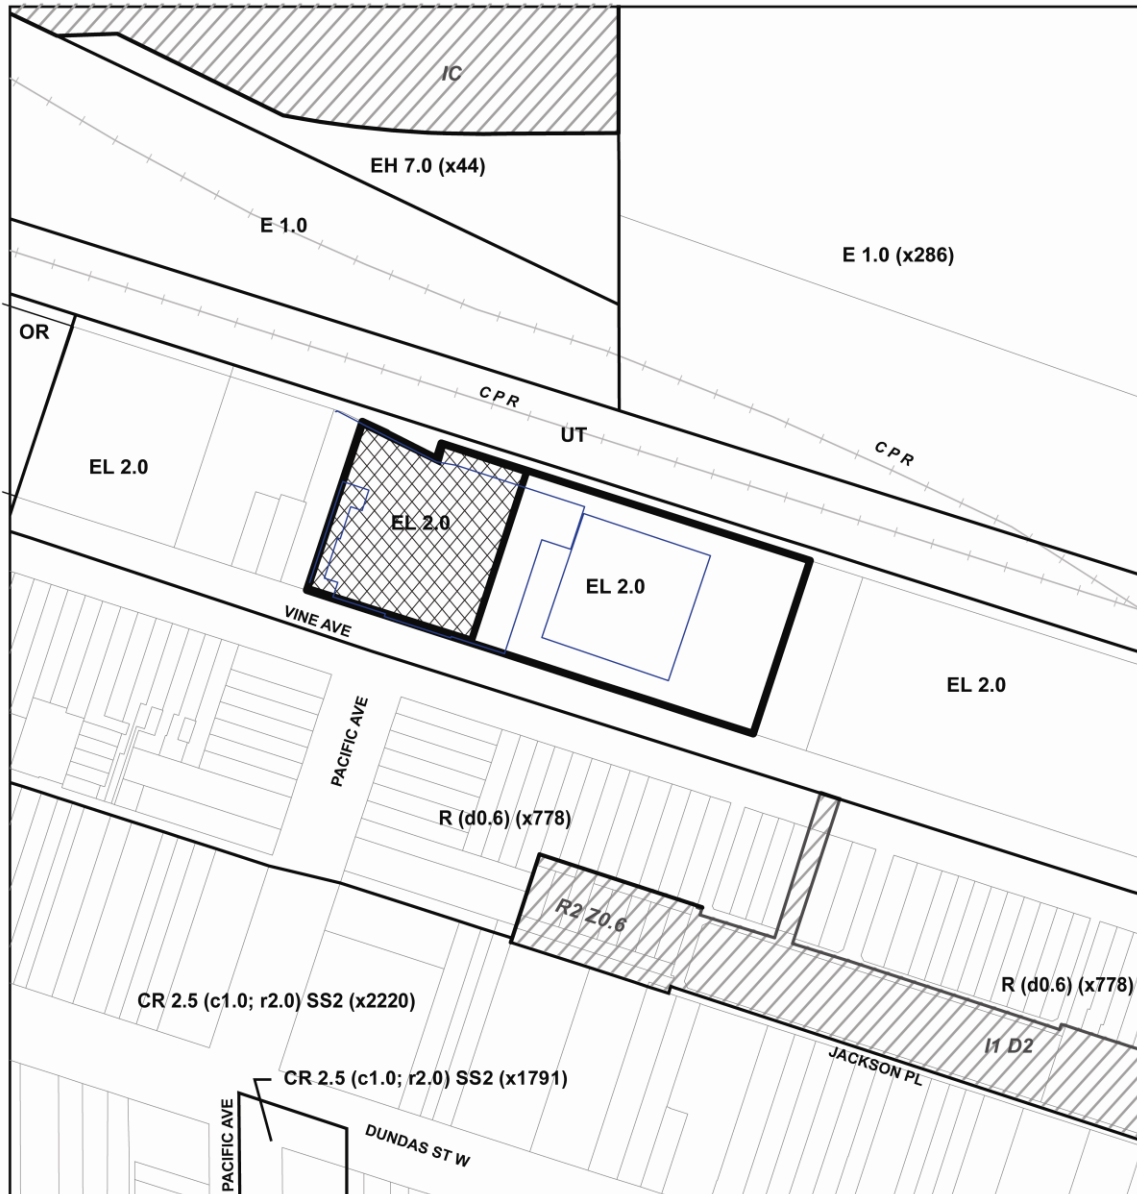 IC
EH 7.0 (x44)
E 1.0
E 1.0 (x286)
OR
CPR
UT
CPR
EL 2.0
EL 2.0
EL 2.0
VINE AVE
EL 2.0
PACIFIC AVE
R (d0.6) (x778)
R2 Z0.6
R (d0.6) (x778)
CR 2.5 (c1.0; r2.0) SS2 (x2220)
I1 D2
JACKSON PL
CR 2.5 (c1.0; r2.0) SS2 (x1791)
PACIFIC AVE
DUNDAS ST W